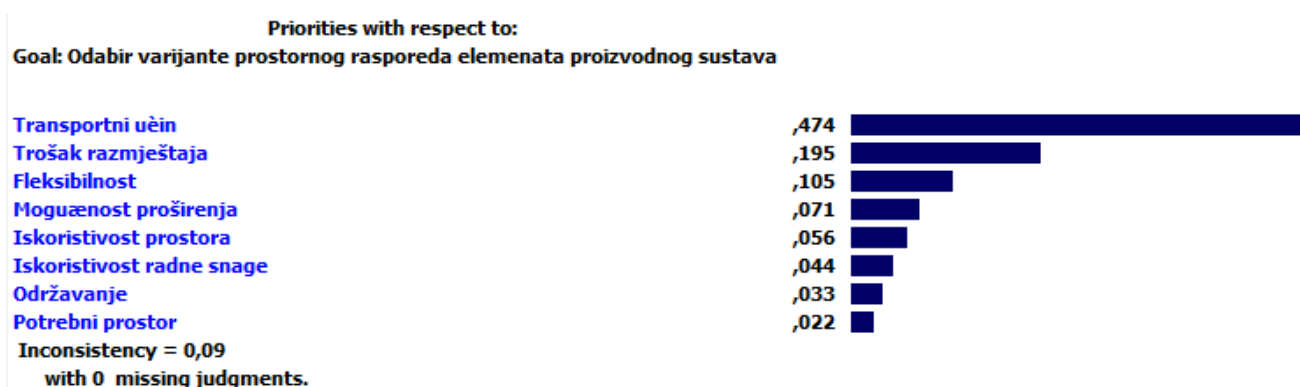 Priorities with respect to:
Goal: Odabir varijante prostornog rasporeda elemenata proizvodnog sustava
Transportni uèin ,474
Trošak razmještaja ,195
Fleksibilnost ,105
Moguænost proširenja ,071
Iskoristivost prostora ,056
Iskoristivost radne snage ,044
Održavanje ,033
Potrebni prostor ,022
Inconsistency = 0,09
with 0 missing judgments.